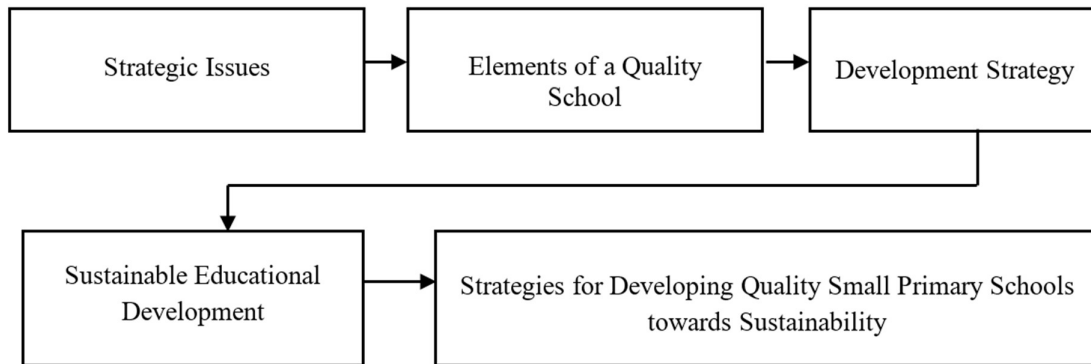 Strategic Issues
Elements of a Quality
School
Development Strategy
Sustainable Educational
Development
Strategies for Developing Quality Small Primary Schools
towards Sustainability